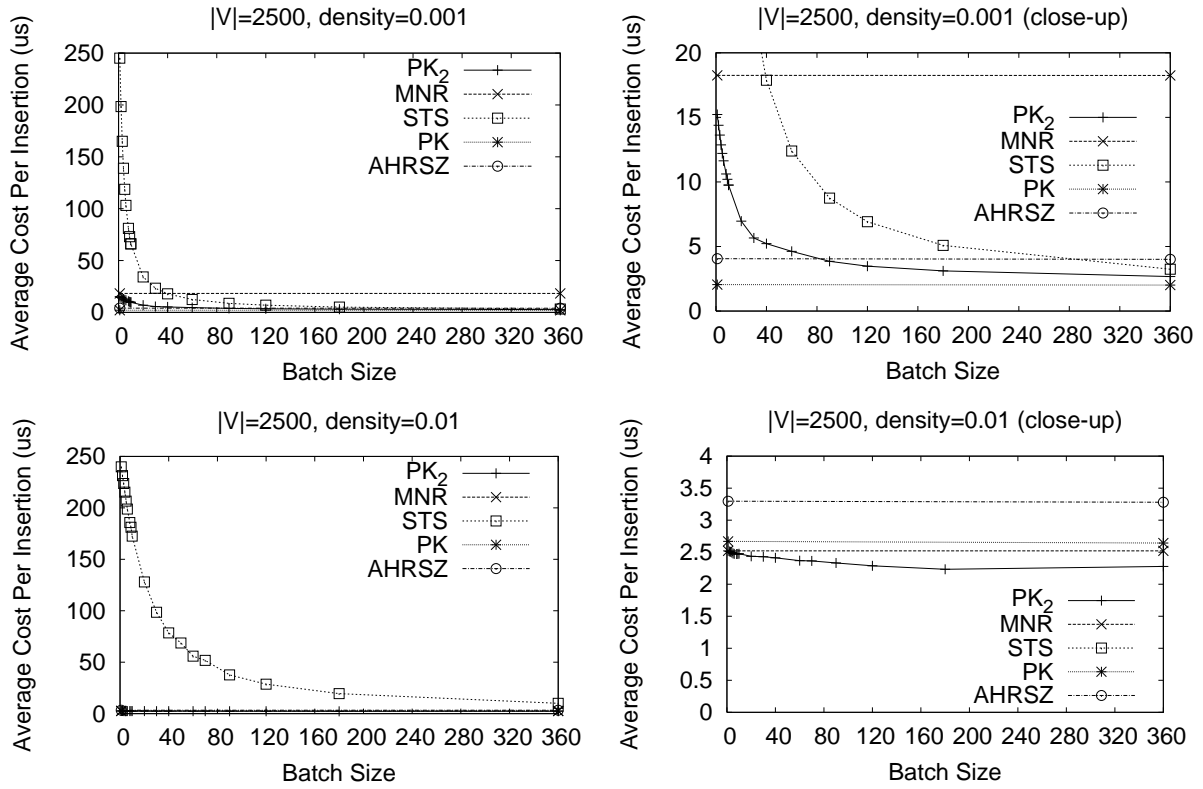 |V|=2500, density=0.001
Average Cost Per Insertion (us)
250
200
150
100
50
0
PK2
MNR
STS
PK
AHRSZ
0 40 80 120 160 200 240 280 320 360
Batch Size
|V|=2500, density=0.001 (close-up)
Average Cost Per Insertion (us)
20
15
10
5
0
PK2
MNR
STS
PK
AHRSZ
0 40 80 120 160 200 240 280 320 360
Batch Size
|V|=2500, density=0.01
Average Cost Per Insertion (us)
250
200
150
100
50
0
PK2
MNR
STS
PK
AHRSZ
0 40 80 120 160 200 240 280 320 360
Batch Size
|V|=2500, density=0.01 (close-up)
Average Cost Per Insertion (us)
4
3.5
3
2.5
2
1.5
1
0.5
0
PK2
MNR
STS
PK
AHRSZ
0 40 80 120 160 200 240 280 320 360
Batch Size